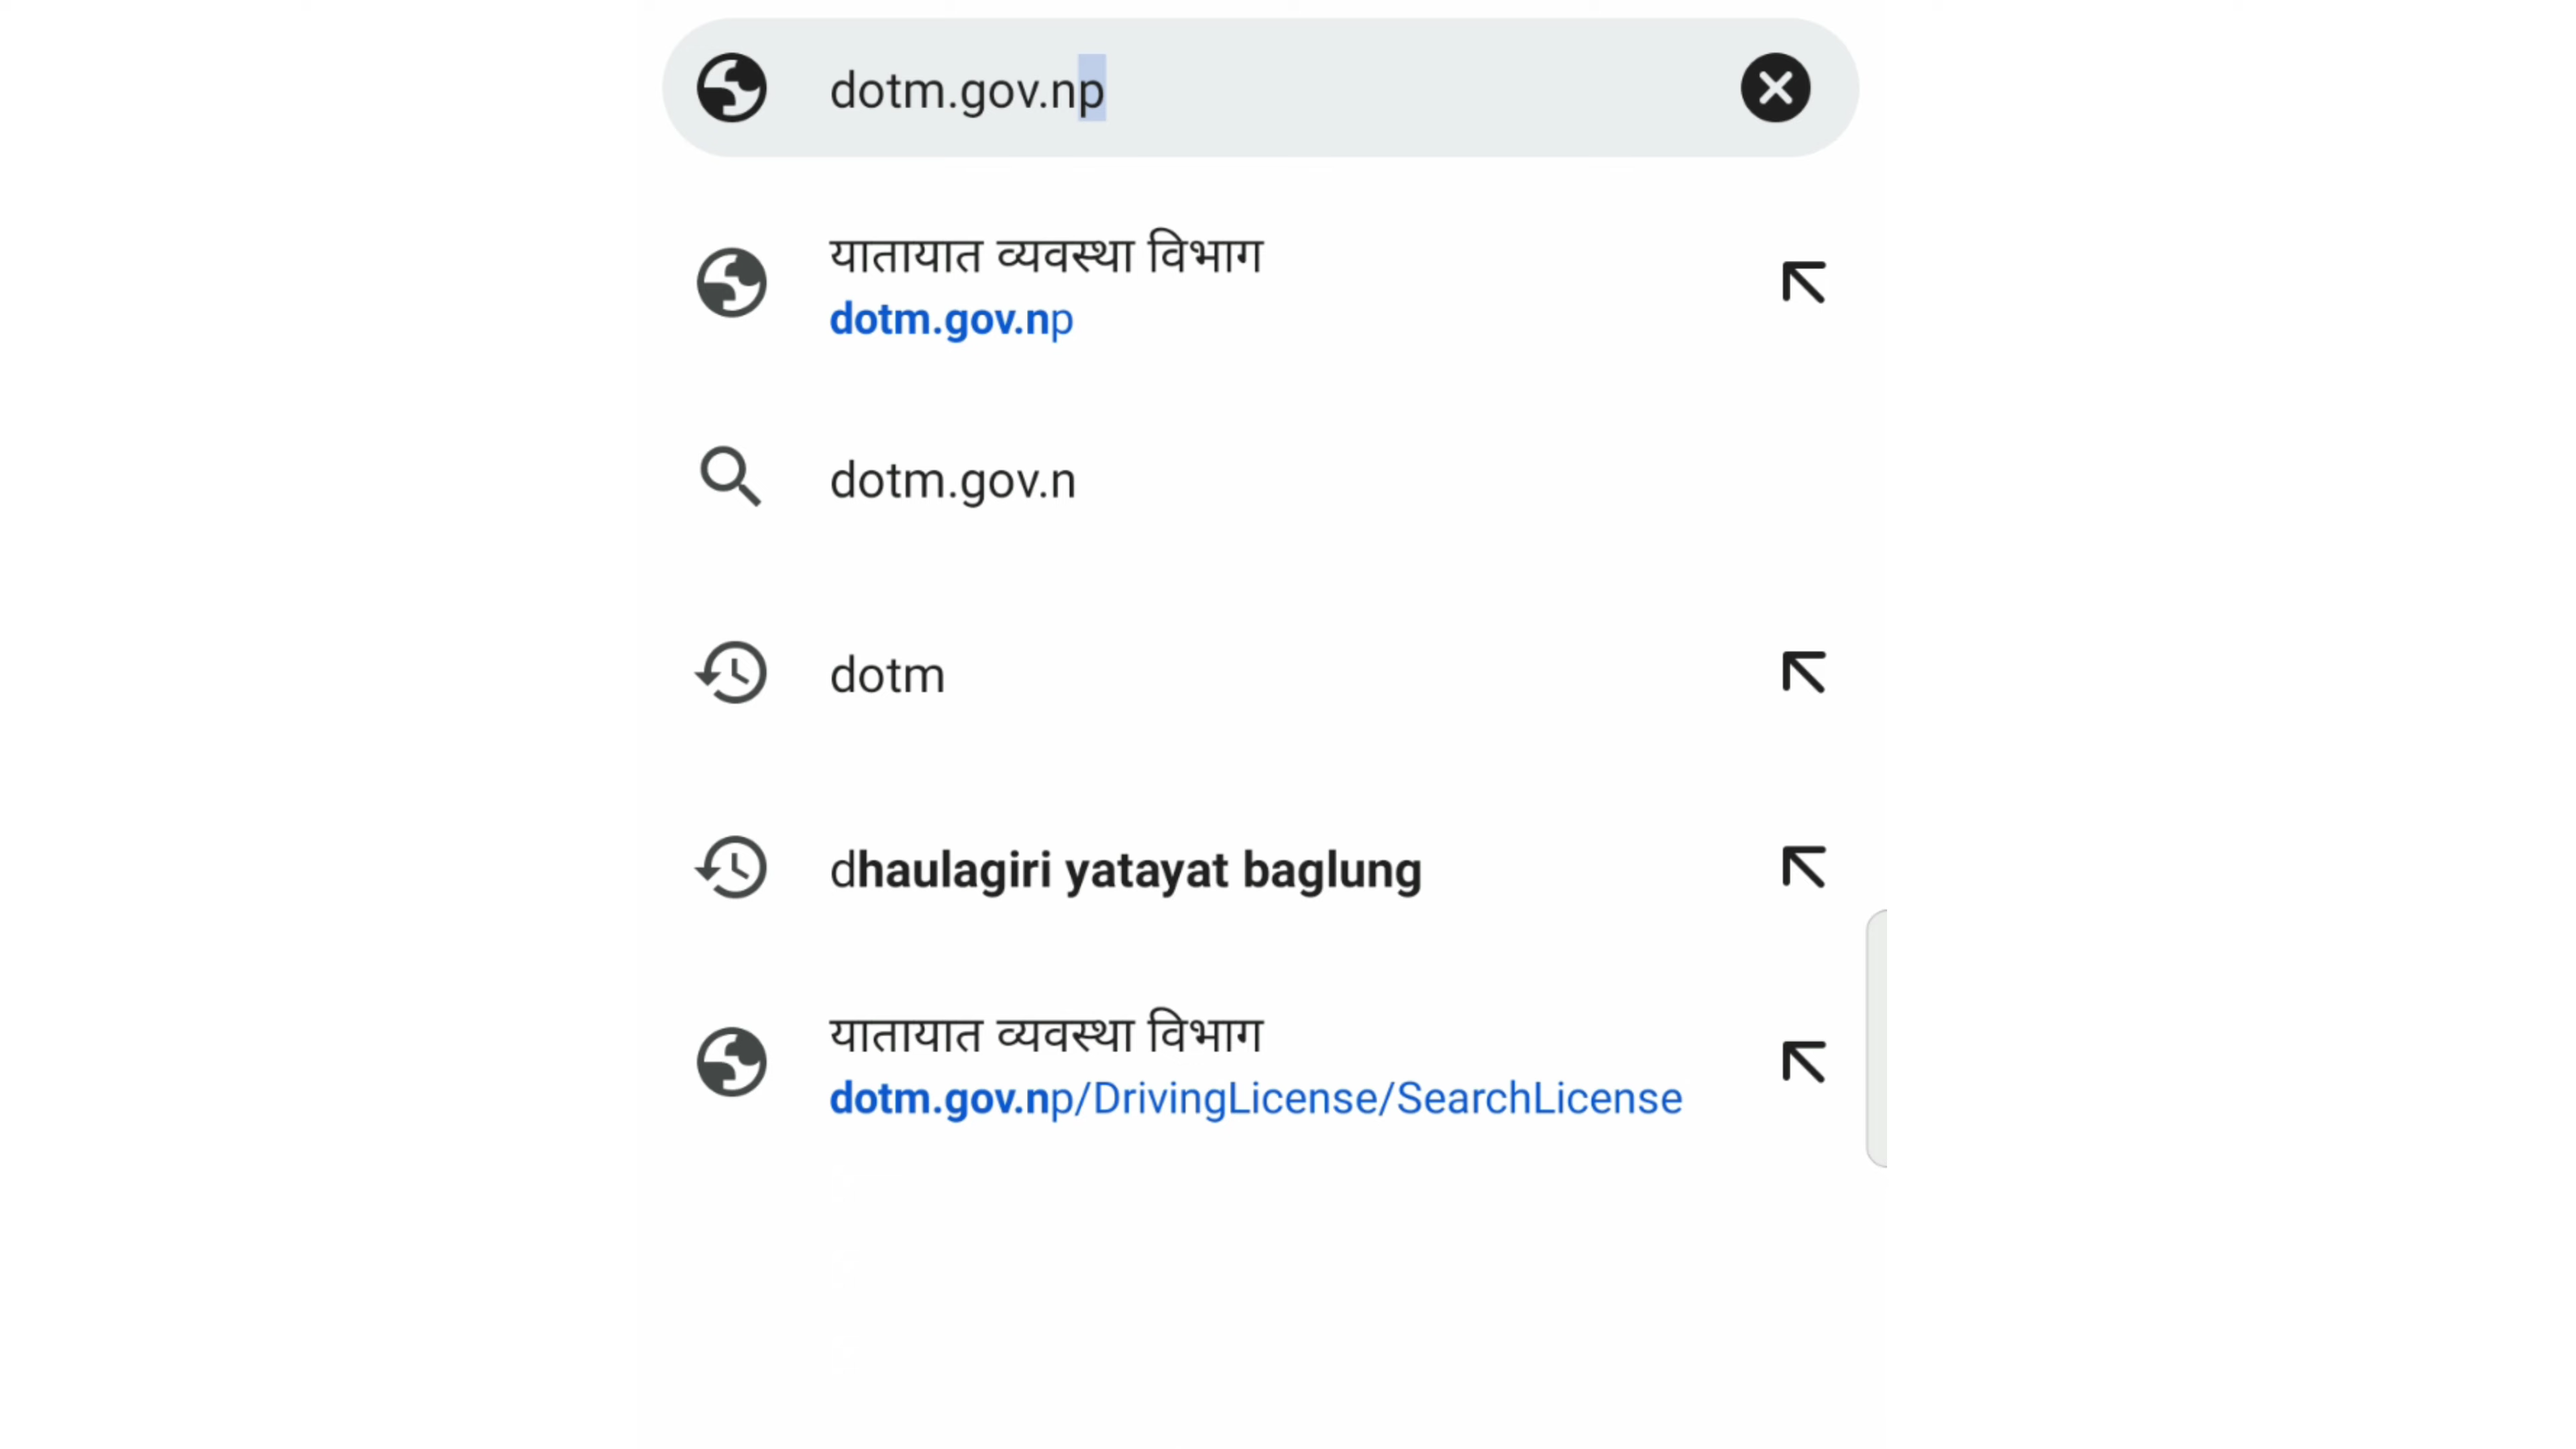 dotm.gov.np
यातायात व्यवस्था विभाग
dotm.gov.np
dotm.gov.n
dotm
dhaulagiri yatayat baglung
यातायात व्यवस्था विभाग
dotm.gov.np/DrivingLicense/SearchLicense